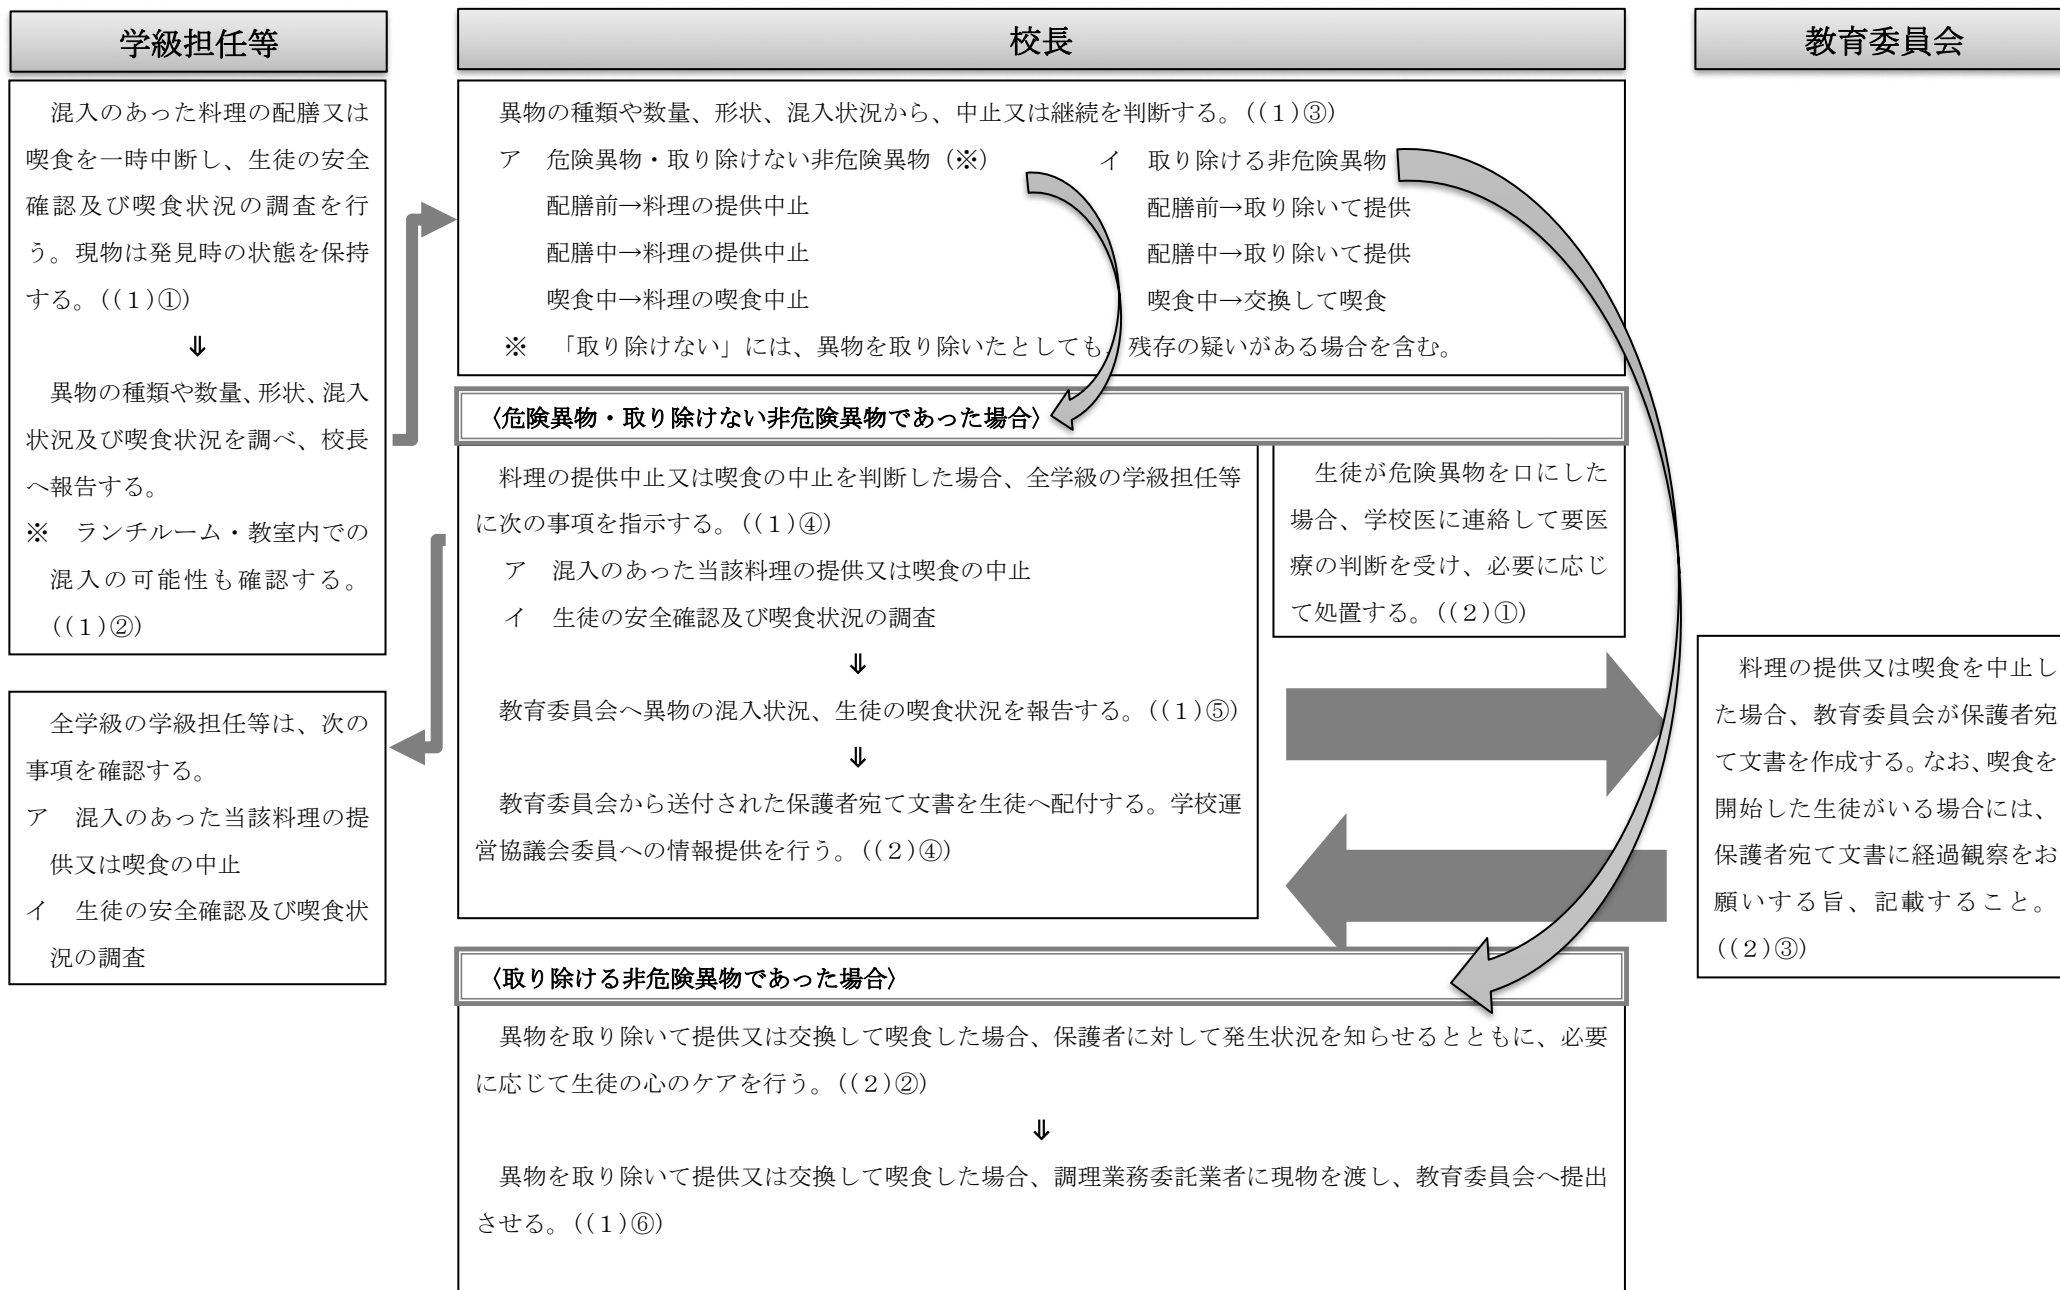 学級担任等
混入のあった料理の配膳又は
喫食を一時中断し、生徒の安全
確認及び喫食状況の調査を行
う。現物は発見時の状態を保持
する。((1)①)
⇓
異物の種類や数量、形状、混入
状況及び喫食状況を調べ、校長
へ報告する。
※　ランチルーム・教室内での
混入の可能性も確認する。
((1)②)
全学級の学級担任等は、次の
事項を確認する。
ア　混入のあった当該料理の提
供又は喫食の中止
イ　生徒の安全確認及び喫食状
況の調査
校長
異物の種類や数量、形状、混入状況から、中止又は継続を判断する。((1)③)
ア　危険異物・取り除けない非危険異物（※）
配膳前→料理の提供中止
配膳中→料理の提供中止
喫食中→料理の喫食中止
イ　取り除ける非危険異物
配膳前→取り除いて提供
配膳中→取り除いて提供
喫食中→交換して喫食
※　「取り除けない」には、異物を取り除いたとしても、残存の疑いがある場合を含む。
〈危険異物・取り除けない非危険異物であった場合〉
料理の提供中止又は喫食の中止を判断した場合、全学級の学級担任等
に次の事項を指示する。((1)④)
ア　混入のあった当該料理の提供又は喫食の中止
イ　生徒の安全確認及び喫食状況の調査
⇓
教育委員会へ異物の混入状況、生徒の喫食状況を報告する。((1)⑤)
⇓
教育委員会から送付された保護者宛て文書を生徒へ配付する。学校運
営協議会委員への情報提供を行う。((2)④)
生徒が危険異物を口にした
場合、学校医に連絡して要医
療の判断を受け、必要に応じ
て処置する。((2)①)
〈取り除ける非危険異物であった場合〉
異物を取り除いて提供又は交換して喫食した場合、保護者に対して発生状況を知らせるとともに、必要
に応じて生徒の心のケアを行う。((2)②)
⇓
異物を取り除いて提供又は交換して喫食した場合、調理業務委託業者に現物を渡し、教育委員会へ提出
させる。((1)⑥)
教育委員会
料理の提供又は喫食を中止し
た場合、教育委員会が保護者宛
て文書を作成する。なお、喫食を
開始した生徒がいる場合には、
保護者宛て文書に経過観察をお
願いする旨、記載すること。
((2)③)